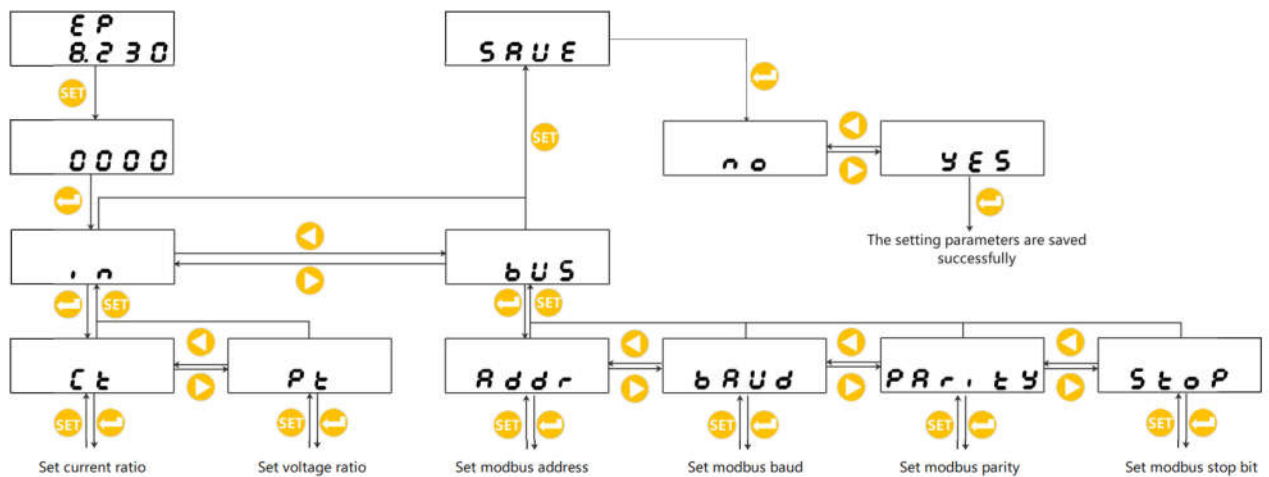 EP
8.230
SAVE
SET
0000
SET
no
YES
The setting parameters are saved
successfully
in
bUS
SET
SET
Ct
Pt
Addr
bAUd
PAritY
StoP
SET
SET
SET
SET
SET
SET
Set current ratio
Set voltage ratio
Set modbus address
Set modbus baud
Set modbus parity
Set modbus stop bit